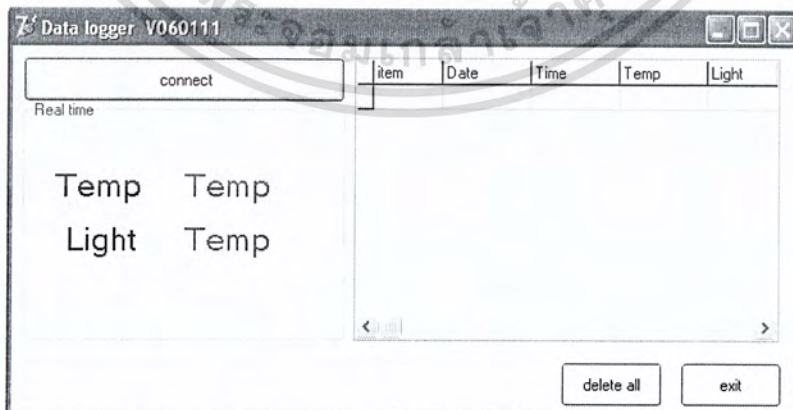 Data logger V060111
connect
item Date Time Temp Light
Real time
Temp Temp
Light Temp
delete all exit